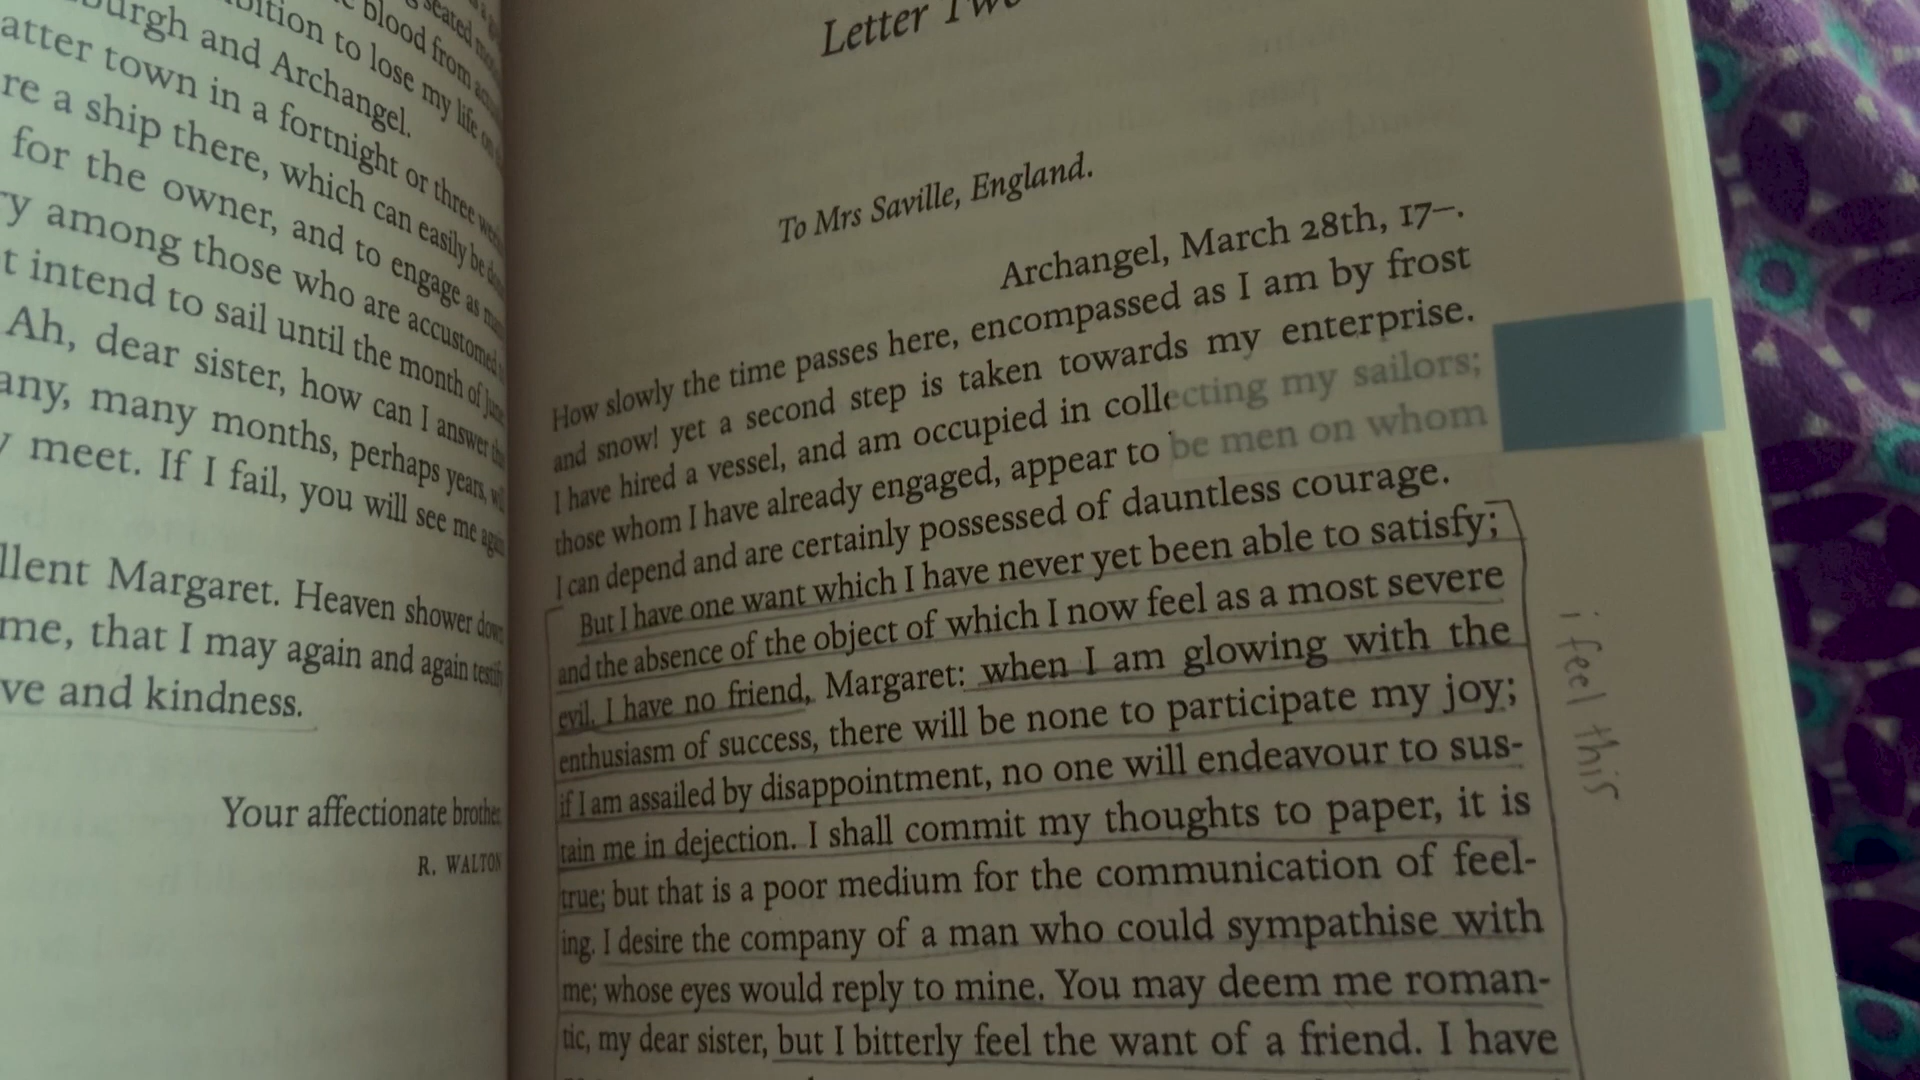 burgh and Archangel.
atter town in a fortnight or three
re a ship there, which can easily be
for the owner, and to engage as
y among those who are accustomed
t intend to sail until the month of June
Ah, dear sister, how can I answer
any, many months, perhaps years,
meet. If I fail, you will see me again
llent Margaret. Heaven shower down
me, that I may again and again testify
ve and kindness.
Your affectionate brother,
R. WALTON
Letter Two
To Mrs Saville, England.
Archangel, March 28th, 17–.
How slowly the time passes here, encompassed as I am by frost
and snow! yet a second step is taken towards my enterprise.
I have hired a vessel, and am occupied in collecting my sailors;
those whom I have already engaged, appear to be men on whom
I can depend and are certainly possessed of dauntless courage.
But I have one want which I have never yet been able to satisfy;
and the absence of the object of which I now feel as a most severe
evil. I have no friend, Margaret: when I am glowing with the
enthusiasm of success, there will be none to participate my joy;
if I am assailed by disappointment, no one will endeavour to sus-
tain me in dejection. I shall commit my thoughts to paper, it is
true; but that is a poor medium for the communication of feel-
ing. I desire the company of a man who could sympathise with
me; whose eyes would reply to mine. You may deem me roman-
tic, my dear sister, but I bitterly feel the want of a friend. I have
i feel this